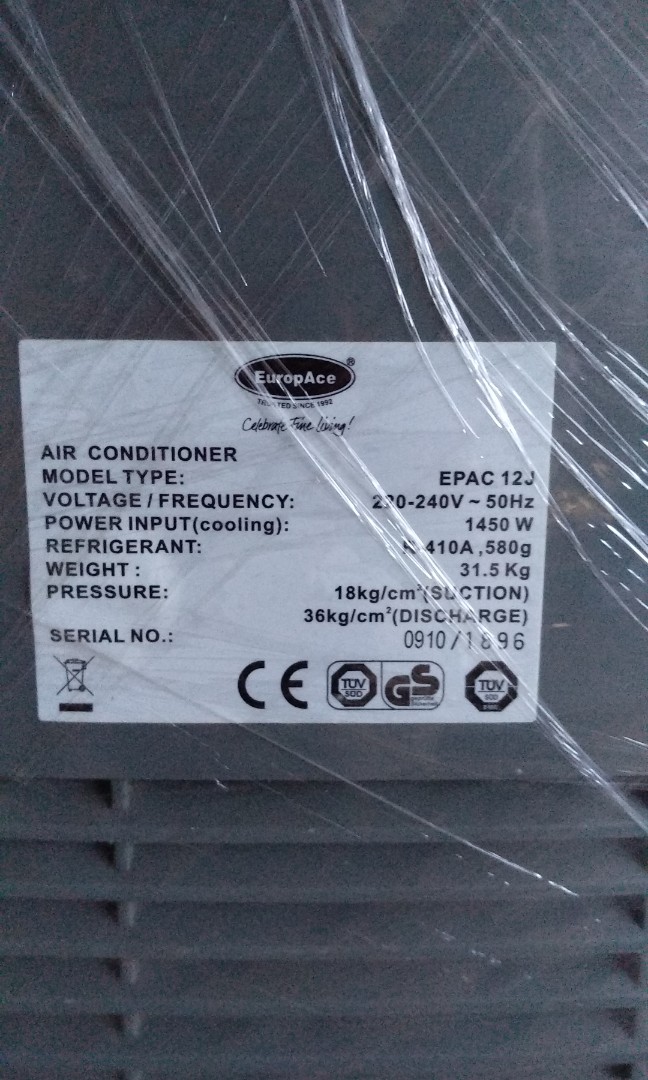 EuropAce ®
TRUSTED SINCE 1992
Celebrate Fine living!
AIR CONDITIONER
MODEL TYPE: EPAC 12J
VOLTAGE / FREQUENCY: 220-240V ~ 50Hz
POWER INPUT(cooling): 1450 W
REFRIGERANT: R-410A ,580g
WEIGHT : 31.5 Kg
PRESSURE: 18kg/cm²(SUCTION)
36kg/cm²(DISCHARGE)
SERIAL NO.: 0910 / 1896
CE TÜV SÜD GS TÜV SÜD